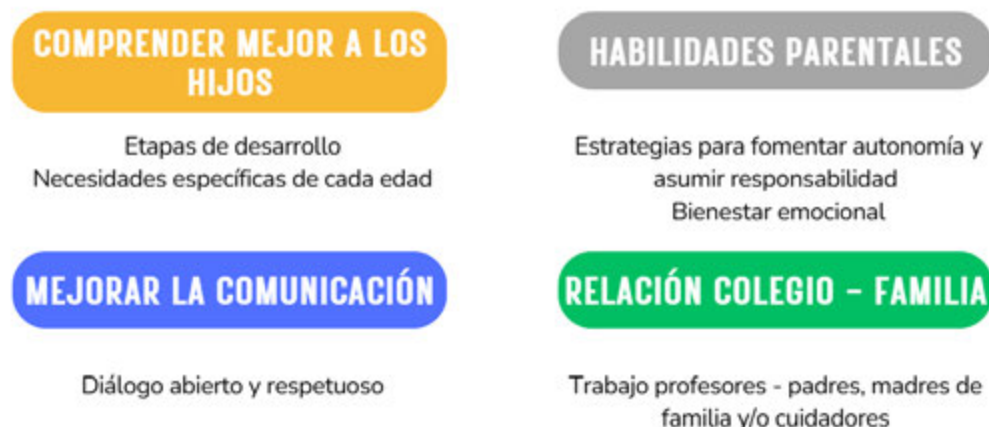 COMPRENDER MEJOR A LOS
HIJOS
Etapas de desarrollo
Necesidades específicas de cada edad
HABILIDADES PARENTALES
Estrategias para fomentar autonomía y
asumir responsabilidad
Bienestar emocional
MEJORAR LA COMUNICACIÓN
Diálogo abierto y respetuoso
RELACIÓN COLEGIO - FAMILIA
Trabajo profesores - padres, madres de
familia y/o cuidadores